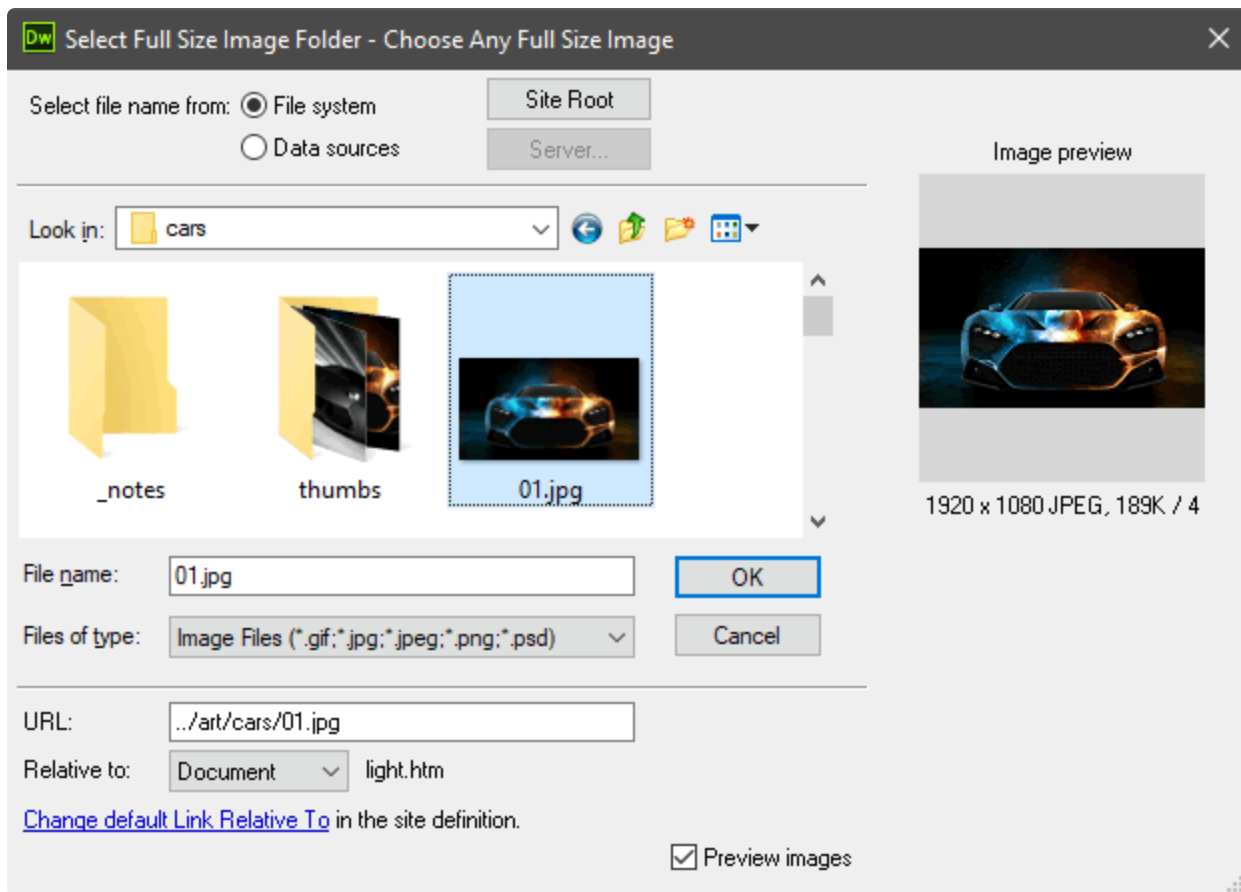 Dw Select Full Size Image Folder - Choose Any Full Size Image
Select file name from: File system Site Root
Data sources Server...
Image preview
Look in: cars
_notes thumbs 01.jpg
1920 x 1080 JPEG, 189K / 4
File name: 01.jpg OK
Files of type: Image Files (*.gif;*.jpg;*.jpeg;*.png;*.psd) Cancel
URL: ../art/cars/01.jpg
Relative to: Document light.htm
Change default Link Relative To in the site definition.
Preview images